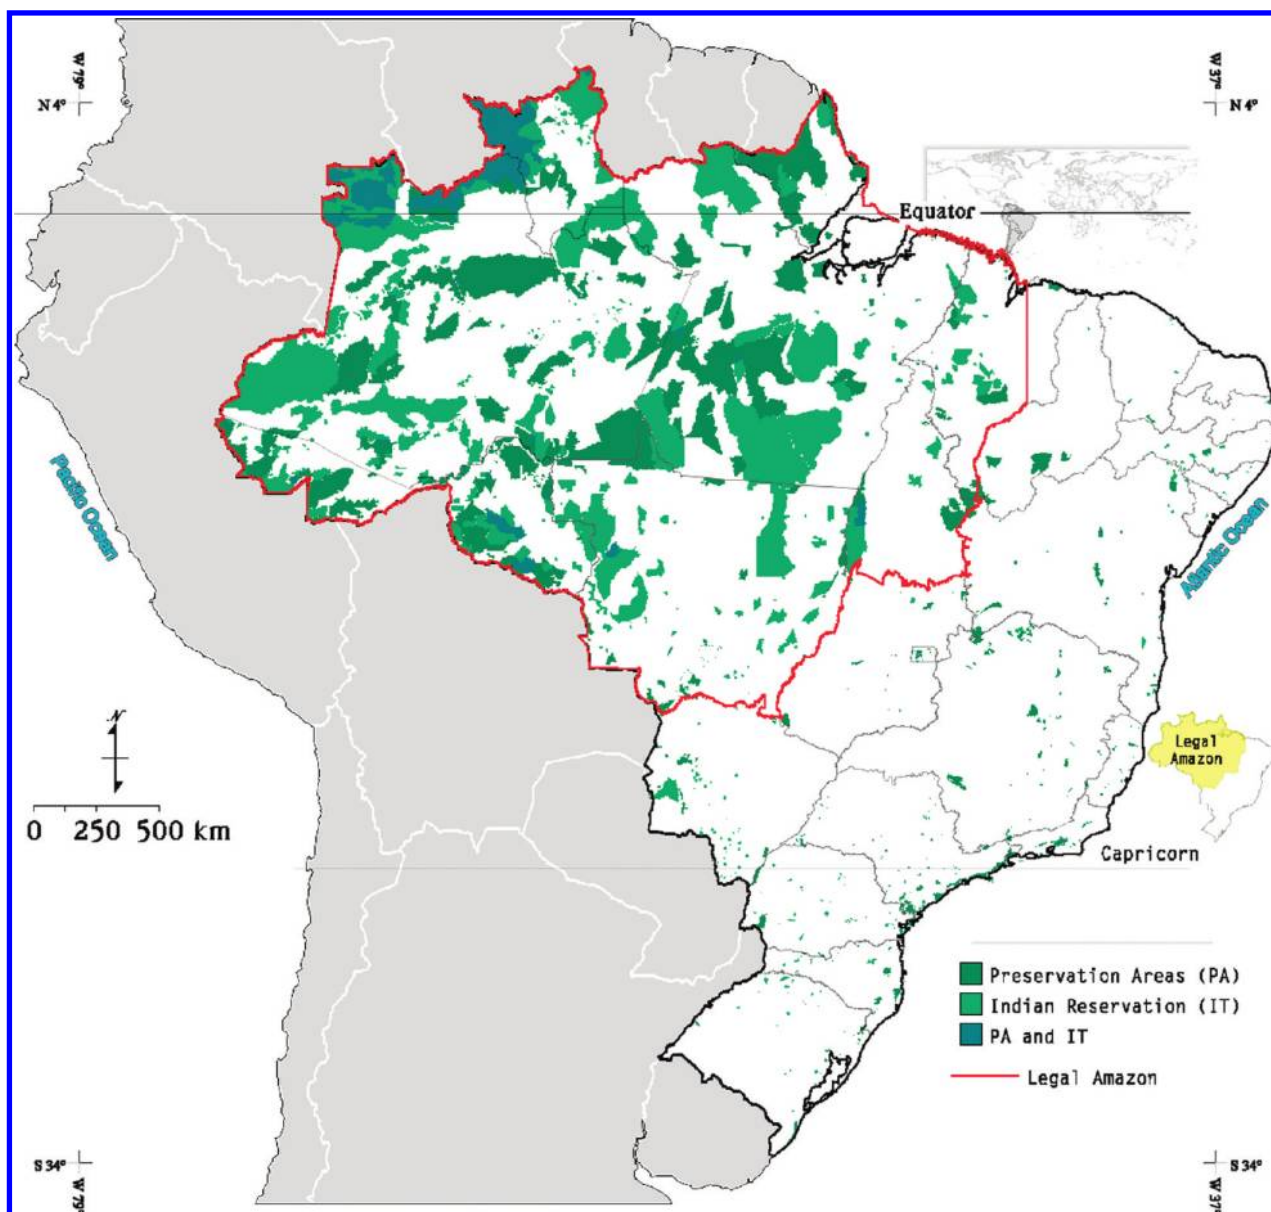 W 79°
W 37°
N 4°
N 4°
Equator
Pacific Ocean
Atlantic Ocean
N
0 250 500 km
Legal
Amazon
Capricorn
Preservation Areas (PA)
Indian Reservation (IT)
PA and IT
Legal Amazon
S 34°
S 34°
W 79°
W 37°